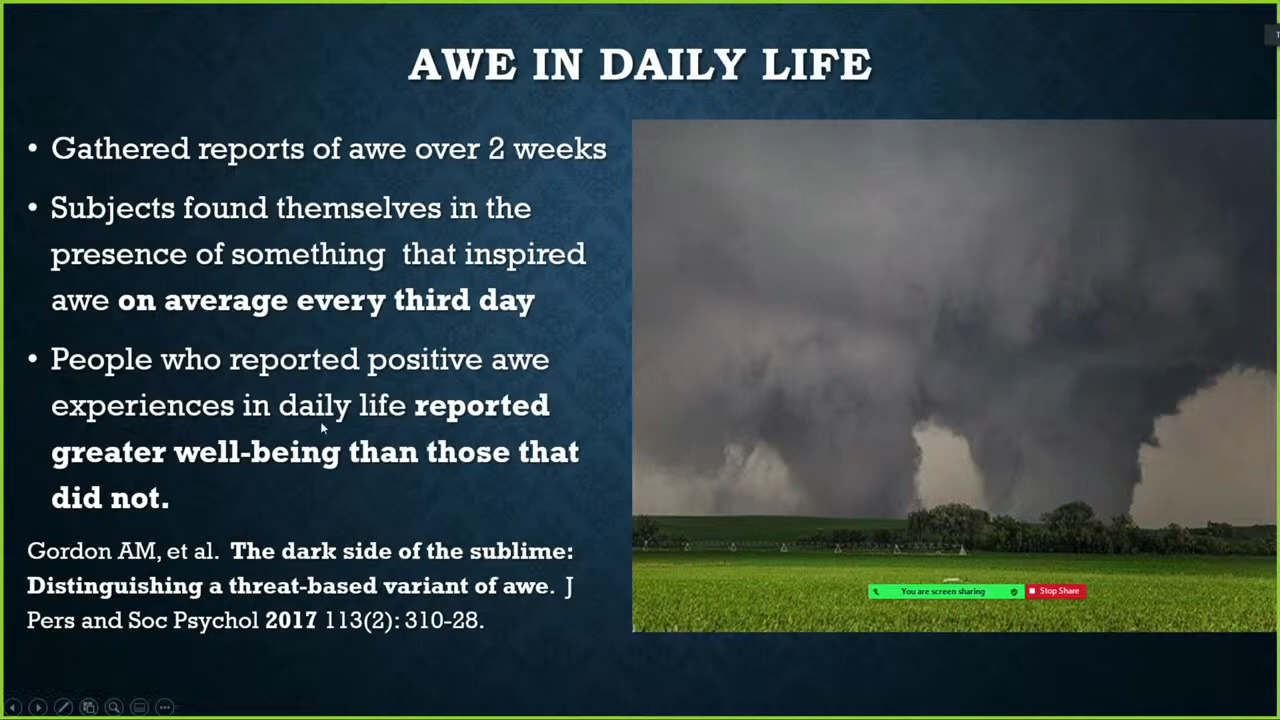 AWE IN DAILY LIFE
• Gathered reports of awe over 2 weeks
• Subjects found themselves in the
presence of something  that inspired
awe on average every third day
• People who reported positive awe
experiences in daily life reported
greater well-being than those that
did not.
Gordon AM, et al.  The dark side of the sublime:
Distinguishing a threat-based variant of awe.  J
Pers and Soc Psychol 2017 113(2): 310-28.
You are screen sharing
Stop Share